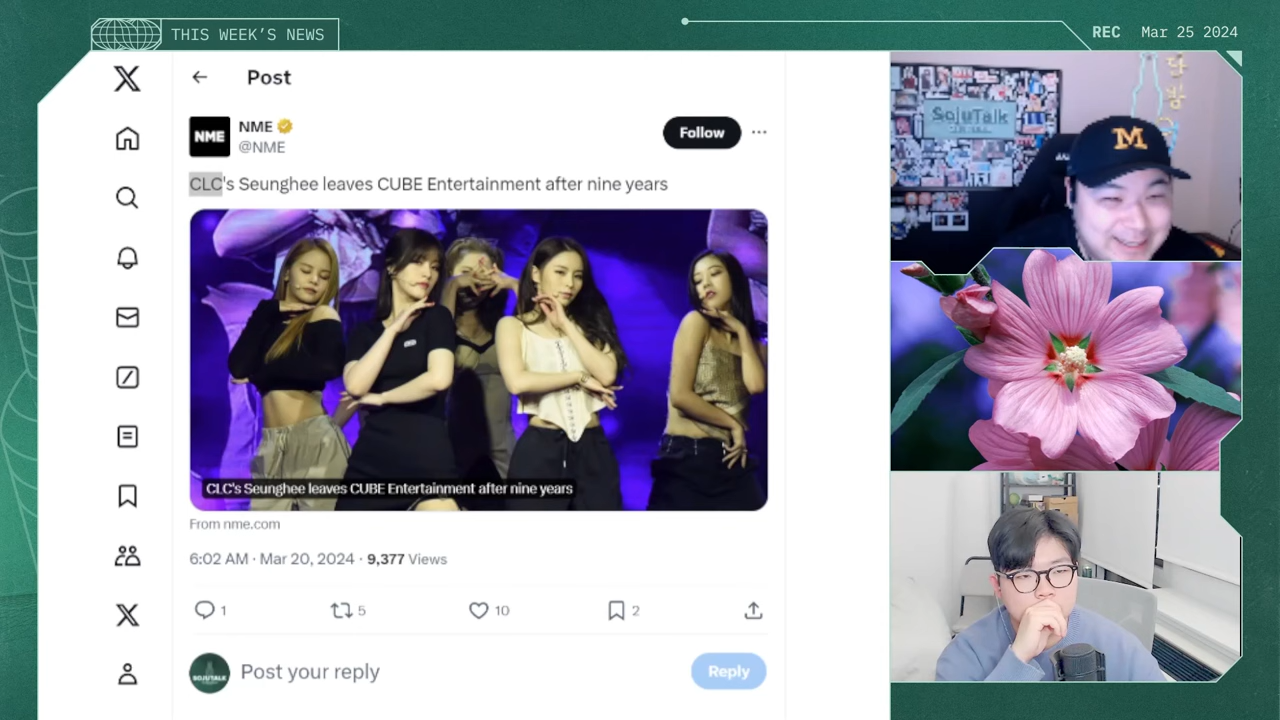 THIS WEEK'S NEWS
REC Mar 25 2024
Post
NME
NME
@NME
Follow
CLC's Seunghee leaves CUBE Entertainment after nine years
CLC's Seunghee leaves CUBE Entertainment after nine years
From nme.com
6:02 AM · Mar 20, 2024 · 9,377 Views
1
5
10
2
SOJUTALK
Post your reply
Reply
SojuTalk
M